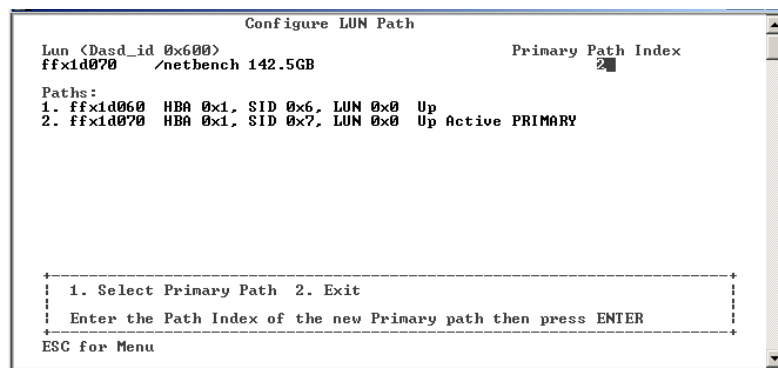 Configure LUN Path
Lun (Dasd_id 0x600) Primary Path Index
ffx1d070 /netbench 142.5GB 2
Paths:
1. ffx1d060 HBA 0x1, SID 0x6, LUN 0x0 Up
2. ffx1d070 HBA 0x1, SID 0x7, LUN 0x0 Up Active PRIMARY
1. Select Primary Path 2. Exit
Enter the Path Index of the new Primary path then press ENTER
ESC for Menu